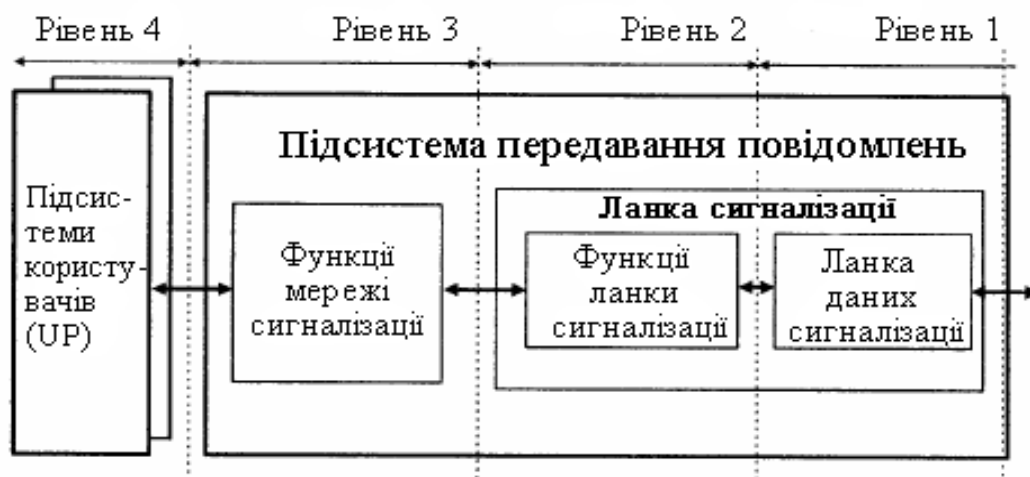 Рівень 4
Рівень 3
Рівень 2
Рівень 1
Підсистема передавання повідомлень
Ланка сигналізації
Підсис-
теми
користу-
вачів
(UP)
Функції
мережі
сигналізації
Функції
ланки
сигналізації
Ланка
даних
сигналізації